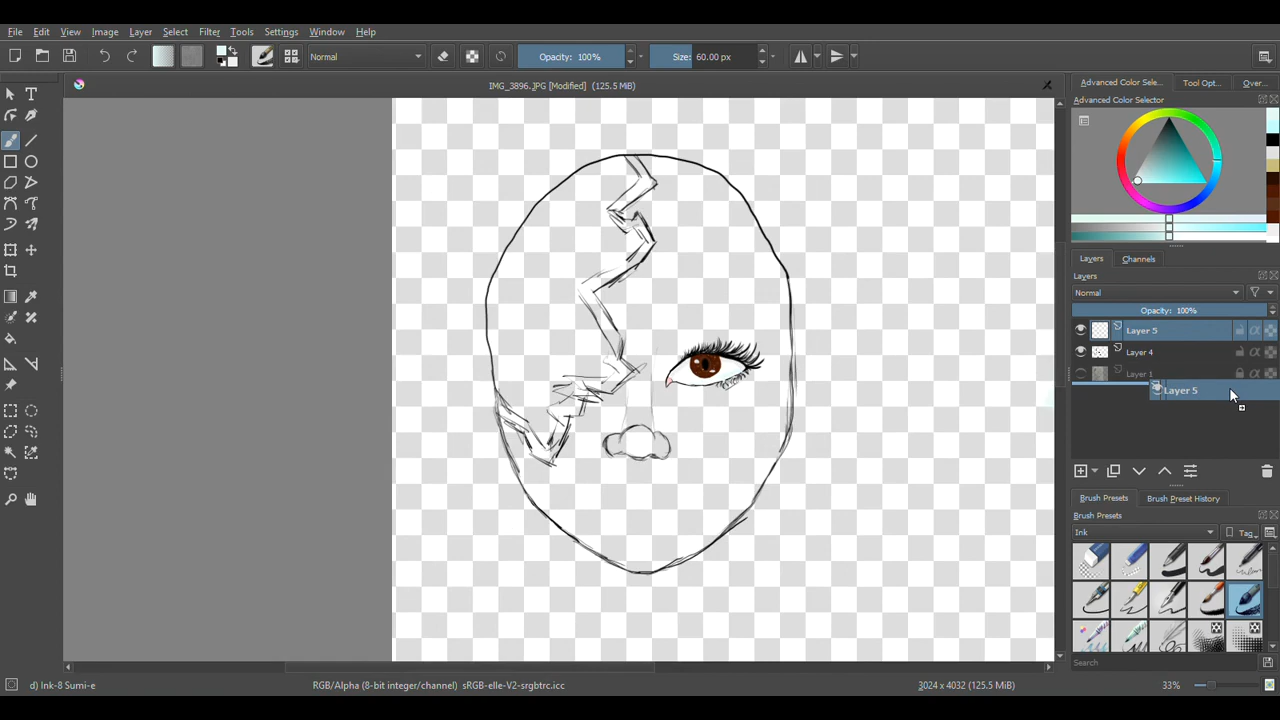 File Edit View Image Layer Select Filter Tools Settings Window Help
Normal Opacity: 100% Size: 60.00 px
IMG_3896.JPG [Modified] (125.5 MiB)
Advanced Color Sele... Tool Opt... Over...
Advanced Color Selector
Layers Channels
Layers
Normal
Opacity: 100%
Layer 5
Layer 4
Layer 1
Layer 5
Brush Presets Brush Preset History
Brush Presets
Ink Tag
Search
d) Ink-8 Sumi-e RGB/Alpha (8-bit integer/channel) sRGB-elle-V2-srgbtrc.icc 3024 x 4032 (125.5 MiB) 33%